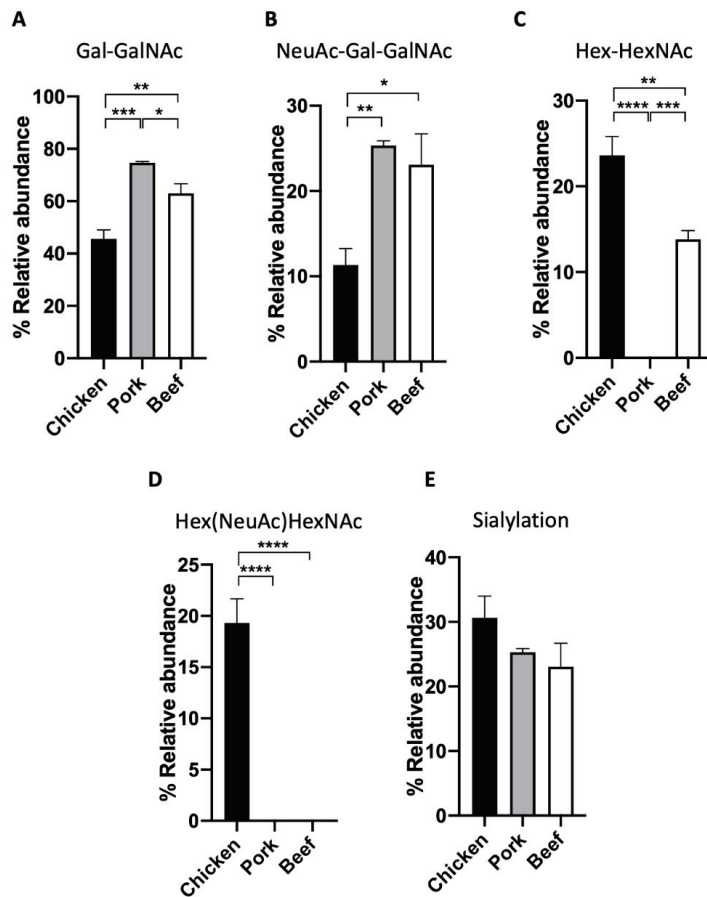 A
Gal-GalNAc
**
***
*
100
80
60
40
20
0
% Relative abundance
Chicken
Pork
Beef
B
NeuAc-Gal-GalNAc
*
**
30
20
10
0
% Relative abundance
Chicken
Pork
Beef
C
Hex-HexNAc
**
****
***
30
20
10
0
% Relative abundance
Chicken
Pork
Beef
D
Hex(NeuAc)HexNAc
****
****
25
20
15
10
5
0
% Relative abundance
Chicken
Pork
Beef
E
Sialylation
40
30
20
10
0
% Relative abundance
Chicken
Pork
Beef